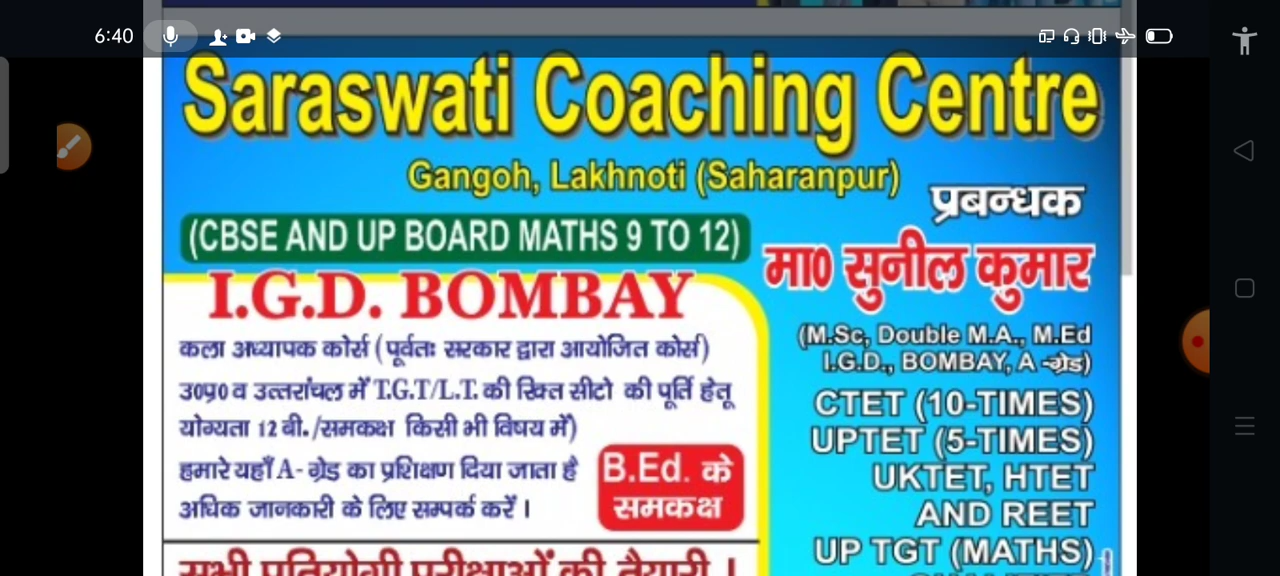 6:40
Saraswati Coaching Centre
Gangoh, Lakhnoti (Saharanpur)
प्रबन्धक
(CBSE AND UP BOARD MATHS 9 TO 12)
मा0 सुनील कुमार
I.G.D. BOMBAY
कला अध्यापक कोर्स (पूर्वतः सरकार द्वारा आयोजित कोर्स)
उ0प्र0 व उत्तरांचल में T.G.T/L.T. की रिक्त सीटो की पूर्ति हेतू
योग्यता 12 बी./समकक्ष किसी भी विषय में)
हमारे यहाँ A- ग्रेड का प्रशिक्षण दिया जाता है
अधिक जानकारी के लिए सम्पर्क करें।
B.Ed. के
समकक्ष
(M.Sc, Double M.A., M.Ed
I.G.D., BOMBAY, A -ग्रेड)
CTET (10-TIMES)
UPTET (5-TIMES)
UKTET, HTET
AND REET
UP TGT (MATHS)
सभी प्रतियोगी परीक्षाओं की तैयारी।